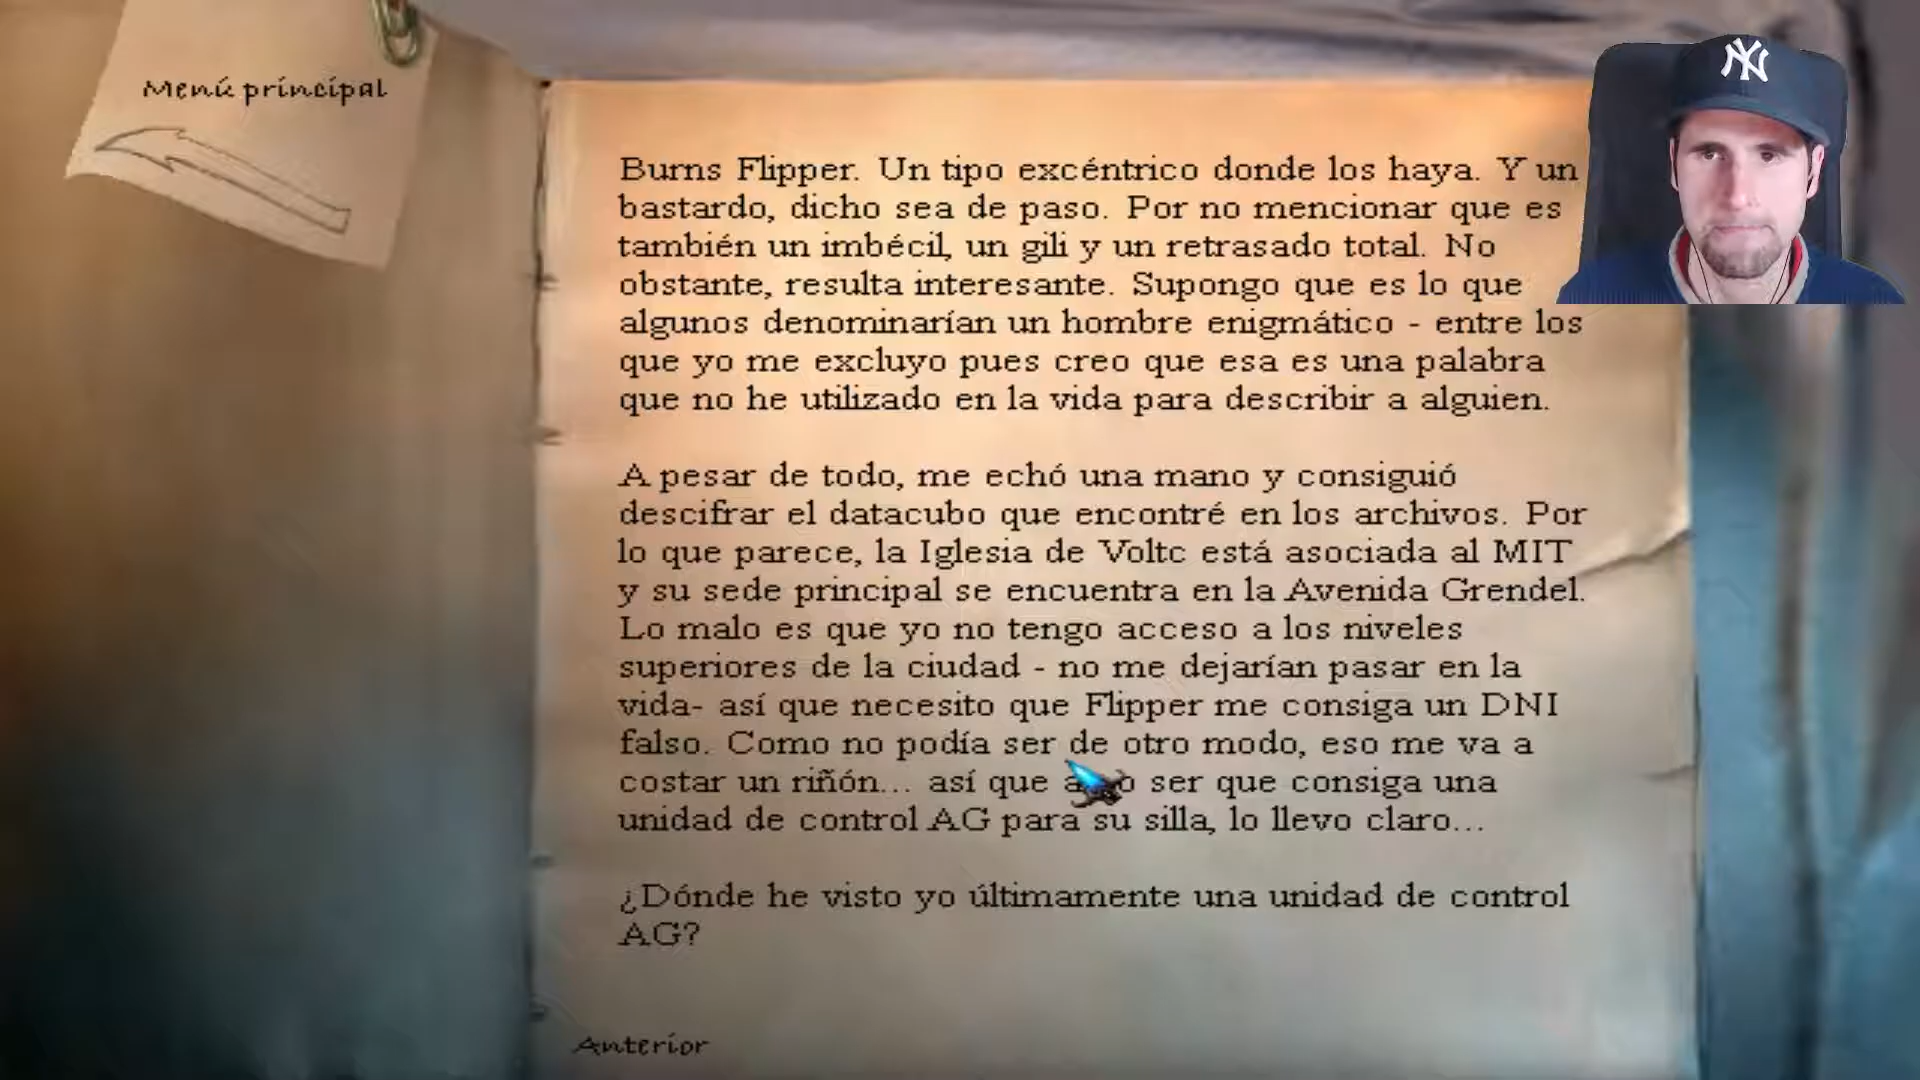 Menú principal
NY
Burns Flipper. Un tipo excéntrico donde los haya. Y un
bastardo, dicho sea de paso. Por no mencionar que es
también un imbécil, un gili y un retrasado total. No
obstante, resulta interesante. Supongo que es lo que
algunos denominarían un hombre enigmático - entre los
que yo me excluyo pues creo que esa es una palabra
que no he utilizado en la vida para describir a alguien.
A pesar de todo, me echó una mano y consiguió
descifrar el datacubo que encontré en los archivos. Por
lo que parece, la Iglesia de Voltc está asociada al MIT
y su sede principal se encuentra en la Avenida Grendel.
Lo malo es que yo no tengo acceso a los niveles
superiores de la ciudad - no me dejarían pasar en la
vida- así que necesito que Flipper me consiga un DNI
falso. Como no podía ser de otro modo, eso me va a
costar un riñón... así que ser que consiga una
unidad de control AG para su silla, lo llevo claro...
¿Dónde he visto yo últimamente una unidad de control
AG?
Anterior